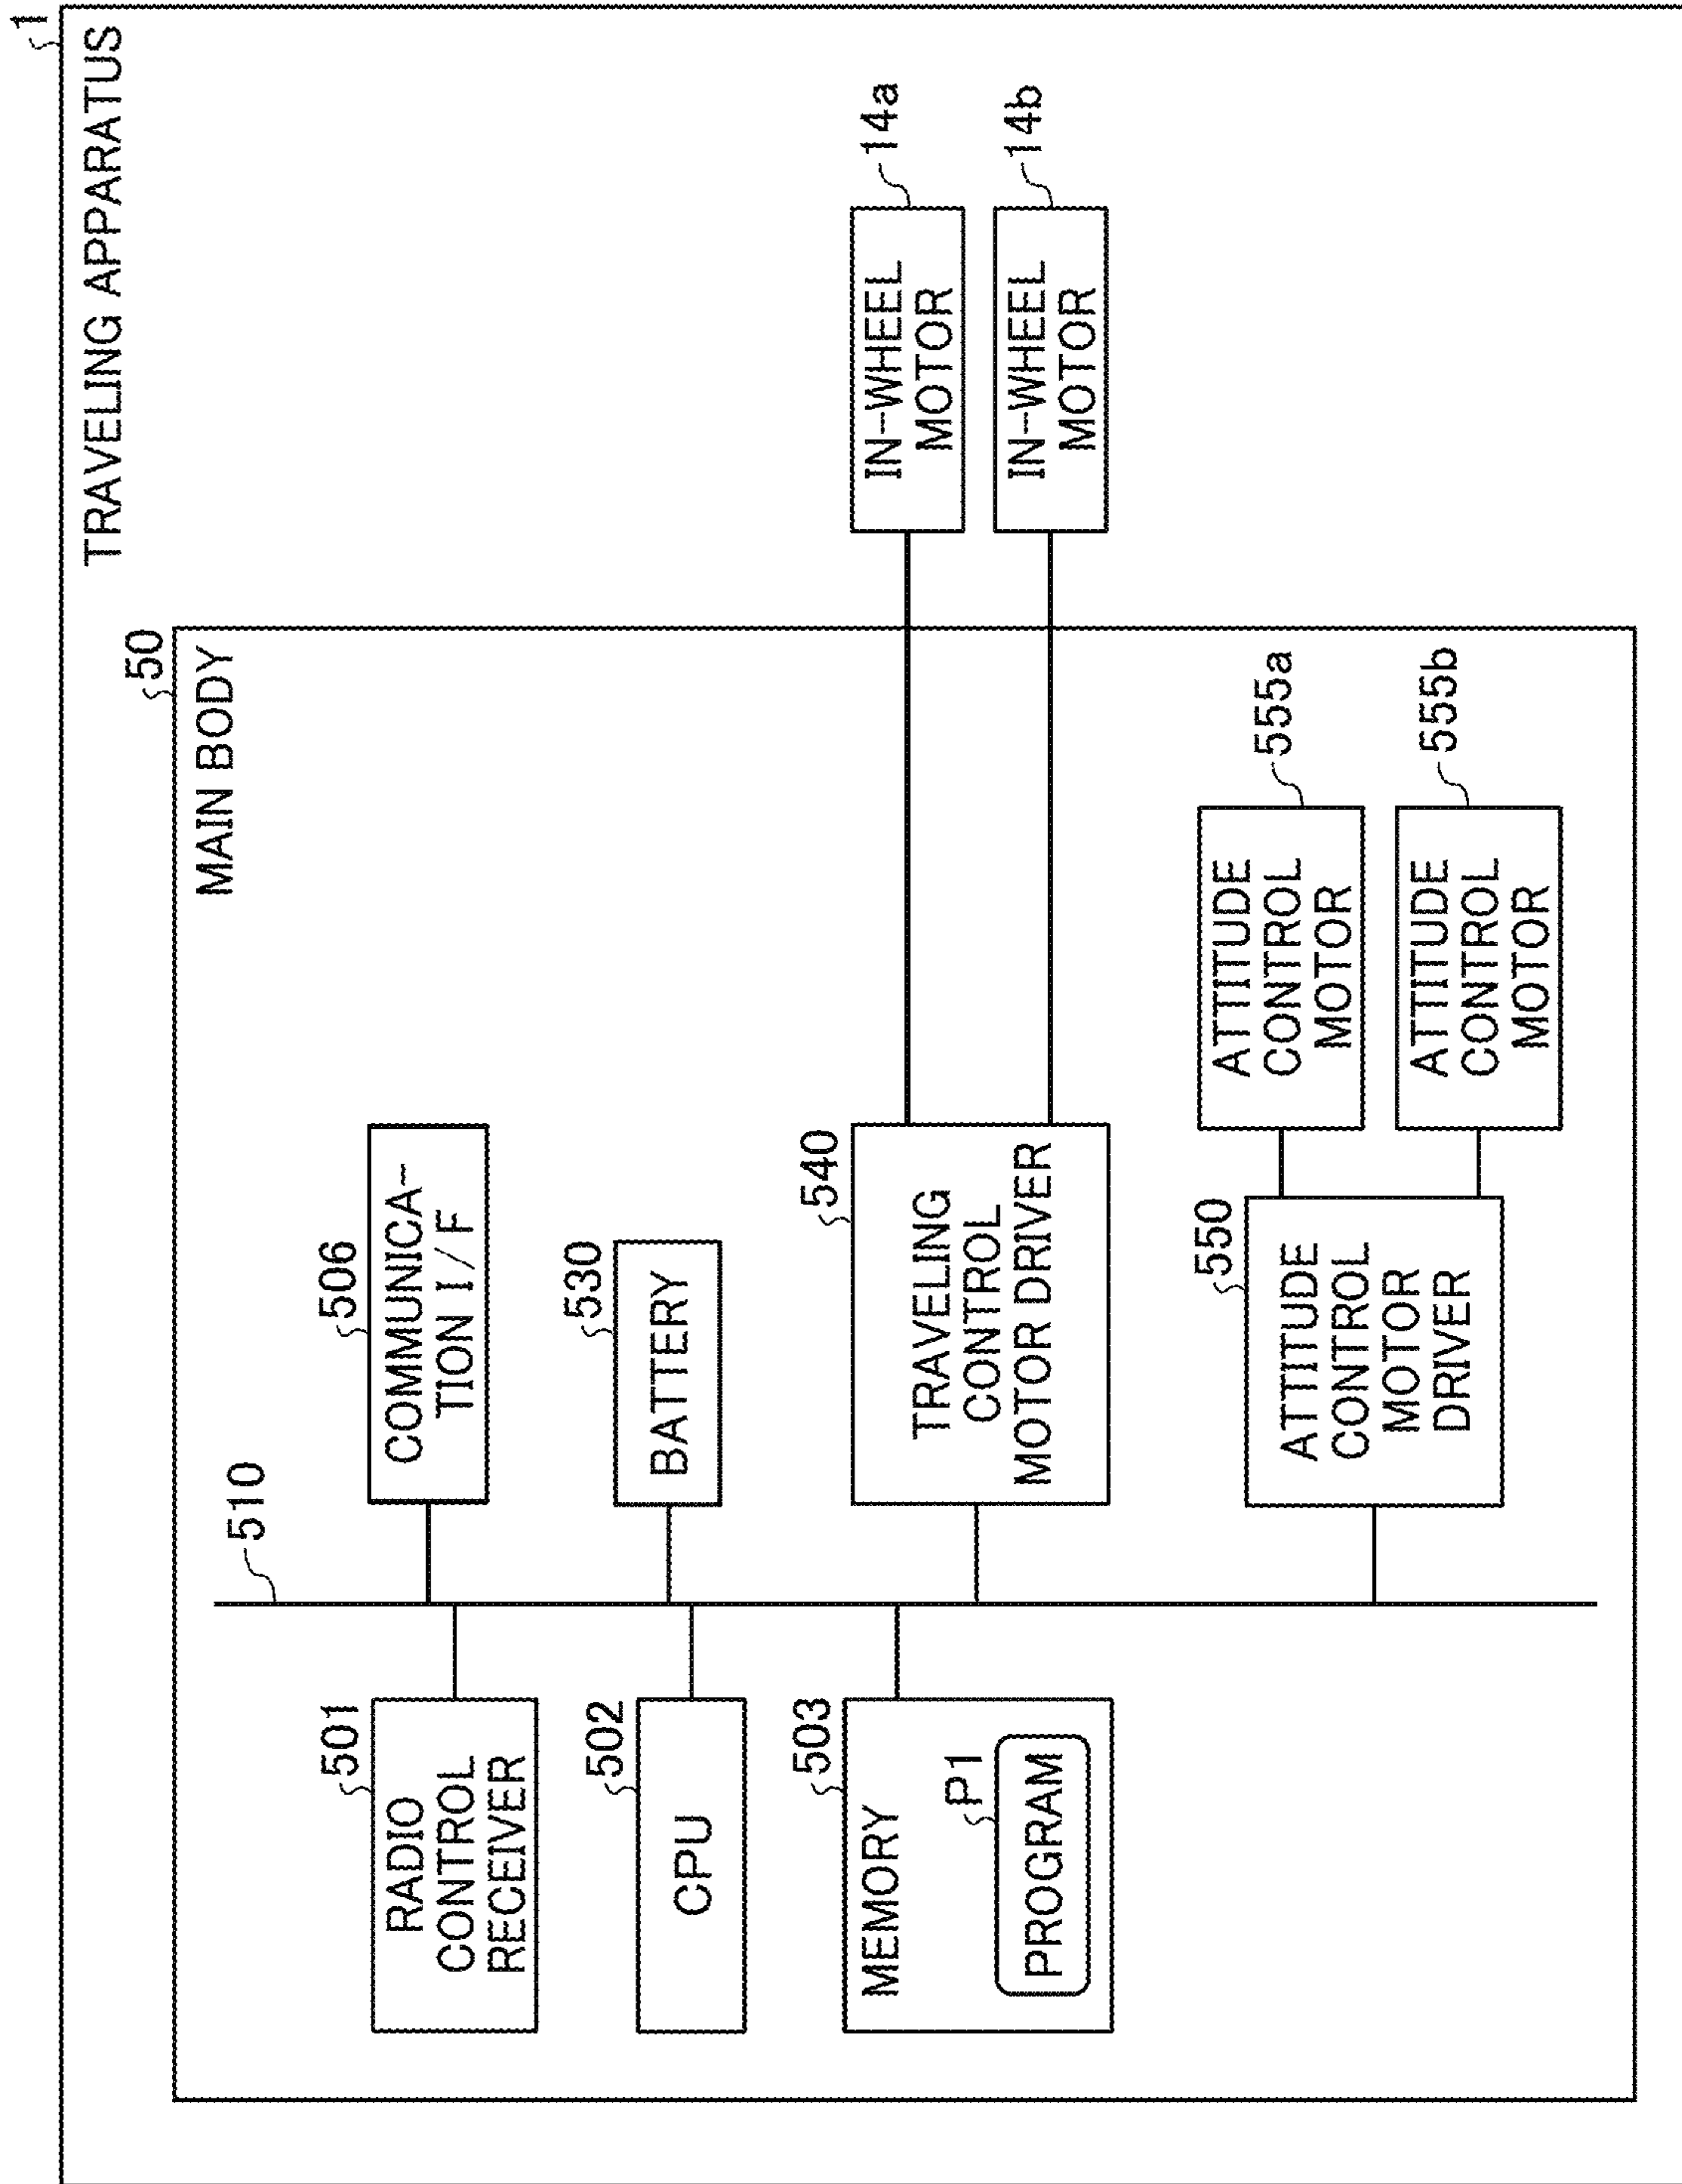 1
TRAVELING APPARATUS
50
MAIN BODY
501
RADIO
CONTROL
RECEIVER
502
CPU
503
MEMORY
P1
PROGRAM
510
506
COMMUNICA-
TION I/F
530
BATTERY
540
TRAVELING
CONTROL
MOTOR DRIVER
550
ATTITUDE
CONTROL
MOTOR
DRIVER
ATTITUDE
CONTROL
MOTOR
555a
ATTITUDE
CONTROL
MOTOR
555b
IN-WHEEL
MOTOR
14a
IN-WHEEL
MOTOR
14b